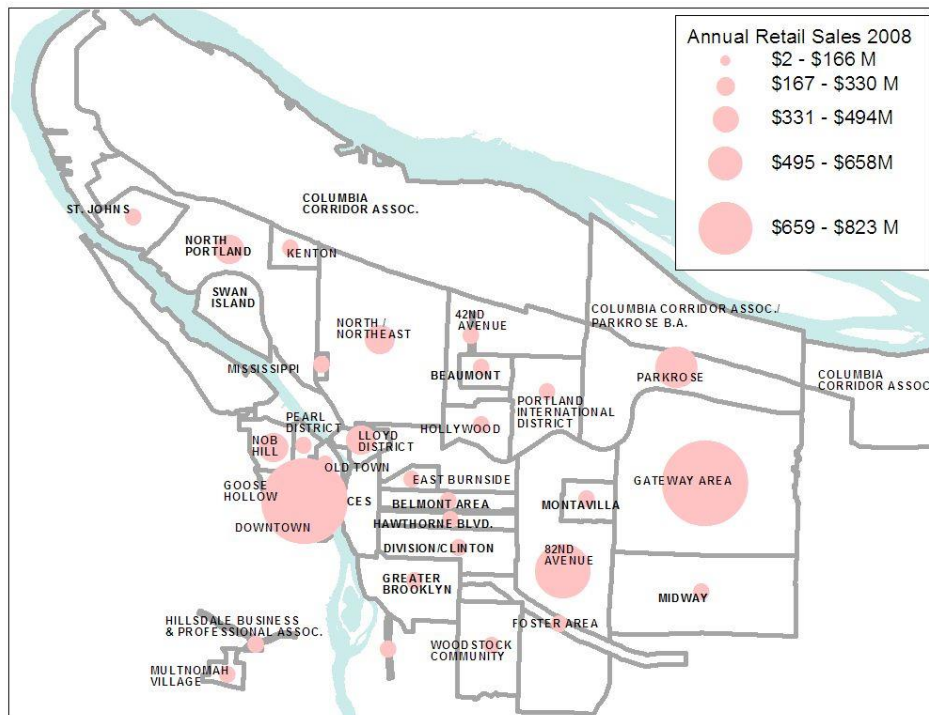 Annual Retail Sales 2008
$2 - $166 M
$167 - $330 M
$331 - $494M
$495 - $658M
$659 - $823 M
COLUMBIA
CORRIDOR ASSOC.
ST. JOHNS
NORTH
PORTLAND
KENTON
SWAN
ISLAND
NORTH /
NORTHEAST
42ND
AVENUE
COLUMBIA CORRIDOR ASSOC./
PARKROSE B.A.
MISSISSIPPI
BEAUMONT
PARKROSE
COLUMBIA
CORRIDOR ASSOC.
PORTLAND
INTERNATIONAL
DISTRICT
PEARL
DISTRICT
NOB
HILL
LLOYD
DISTRICT
HOLLYWOOD
OLD TOWN
GOOSE
HOLLOW
DOWNTOWN
CES
EAST BURNSIDE
BELMONT AREA
HAWTHORNE BLVD.
DIVISION/CLINTON
MONTAVILLA
GATEWAY AREA
82ND
AVENUE
GREATER
BROOKLYN
MIDWAY
FOSTER AREA
HILLSDALE BUSINESS
& PROFESSIONAL ASSOC.
WOODSTOCK
COMMUNITY
MULTNOMAH
VILLAGE